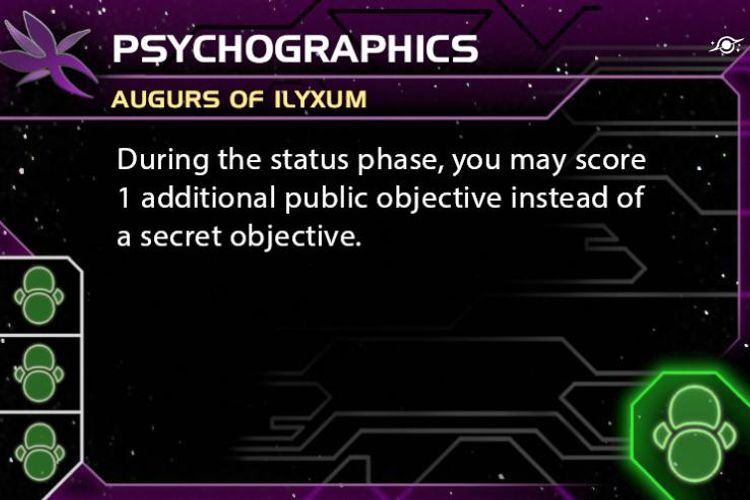 PSYCHOGRAPHICS
AUGURS OF ILYXUM
During the status phase, you may score
1 additional public objective instead of
a secret objective.